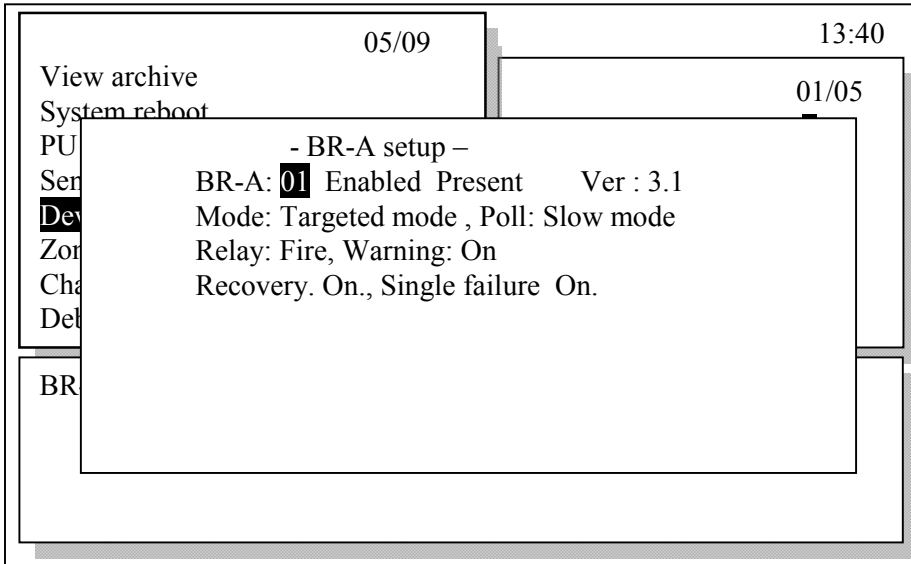 13:40
05/09
View archive
System reboot
PU
Sen
Dev
Zon
Cha
Deb
01/05
- BR-A setup –
BR-A: 01 Enabled Present Ver : 3.1
Mode: Targeted mode , Poll: Slow mode
Relay: Fire, Warning: On
Recovery. On., Single failure On.
BR-